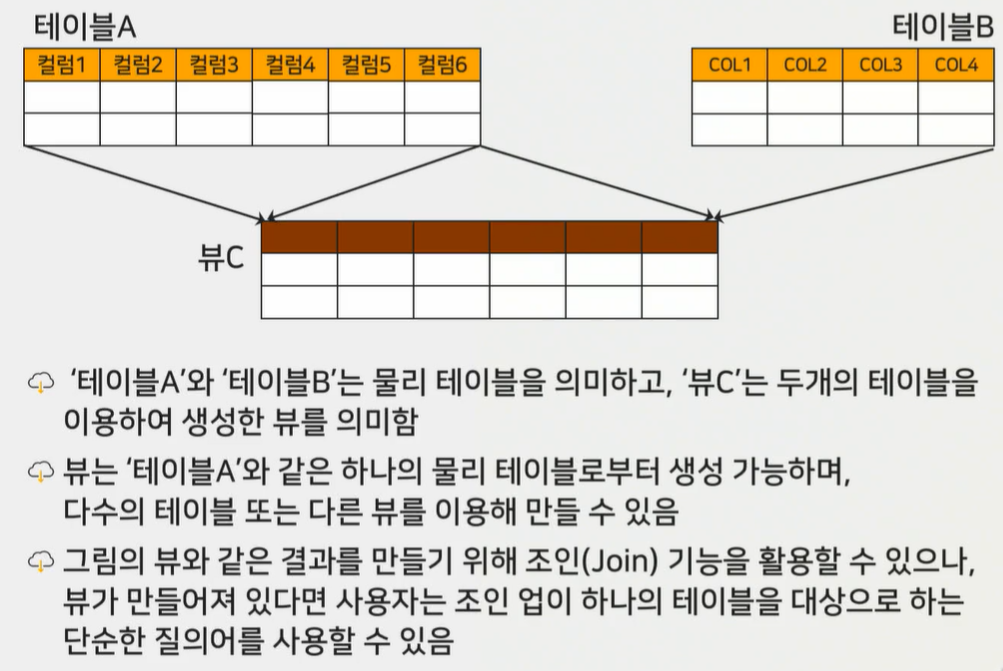 테이블A
테이블B
컬럼1 컬럼2 컬럼3 컬럼4 컬럼5 컬럼6
COL1 COL2 COL3 COL4
뷰C
‘테이블A’와 ‘테이블B’는 물리 테이블을 의미하고, ‘뷰C’는 두개의 테이블을
이용하여 생성한 뷰를 의미함
뷰는 ‘테이블A’와 같은 하나의 물리 테이블로부터 생성 가능하며,
다수의 테이블 또는 다른 뷰를 이용해 만들 수 있음
그림의 뷰와 같은 결과를 만들기 위해 조인(Join) 기능을 활용할 수 있으나,
뷰가 만들어져 있다면 사용자는 조인 업이 하나의 테이블을 대상으로 하는
단순한 질의어를 사용할 수 있음